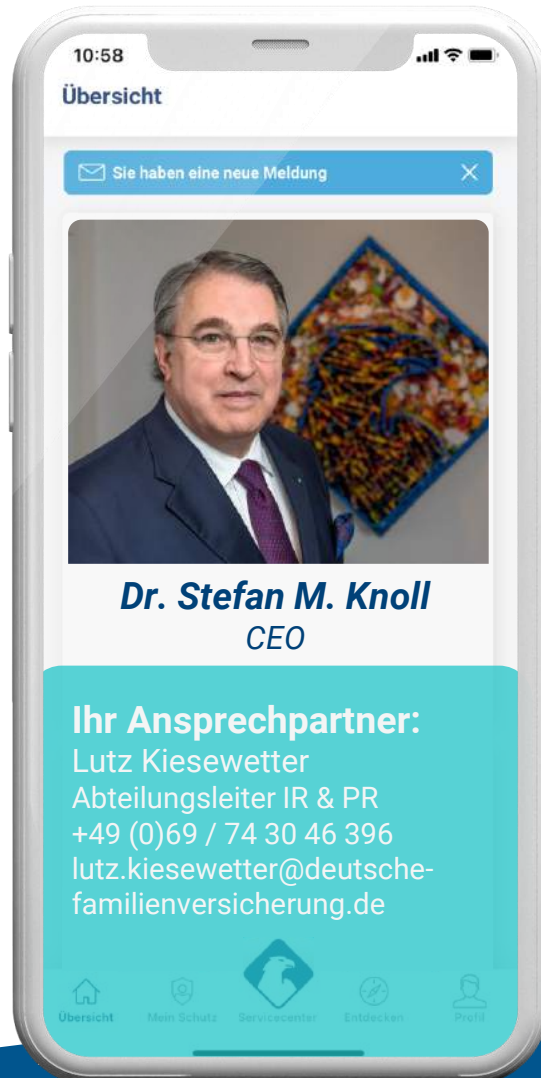 10:58
Übersicht
Sie haben eine neue Meldung
Dr. Stefan M. Knoll
CEO
Ihr Ansprechpartner:
Lutz Kiesewetter
Abteilungsleiter IR & PR
+49 (0)69 / 74 30 46 396
lutz.kiesewetter@deutsche-
familienversicherung.de
Übersicht Mein Schutz Servicecenter Entdecken Profil